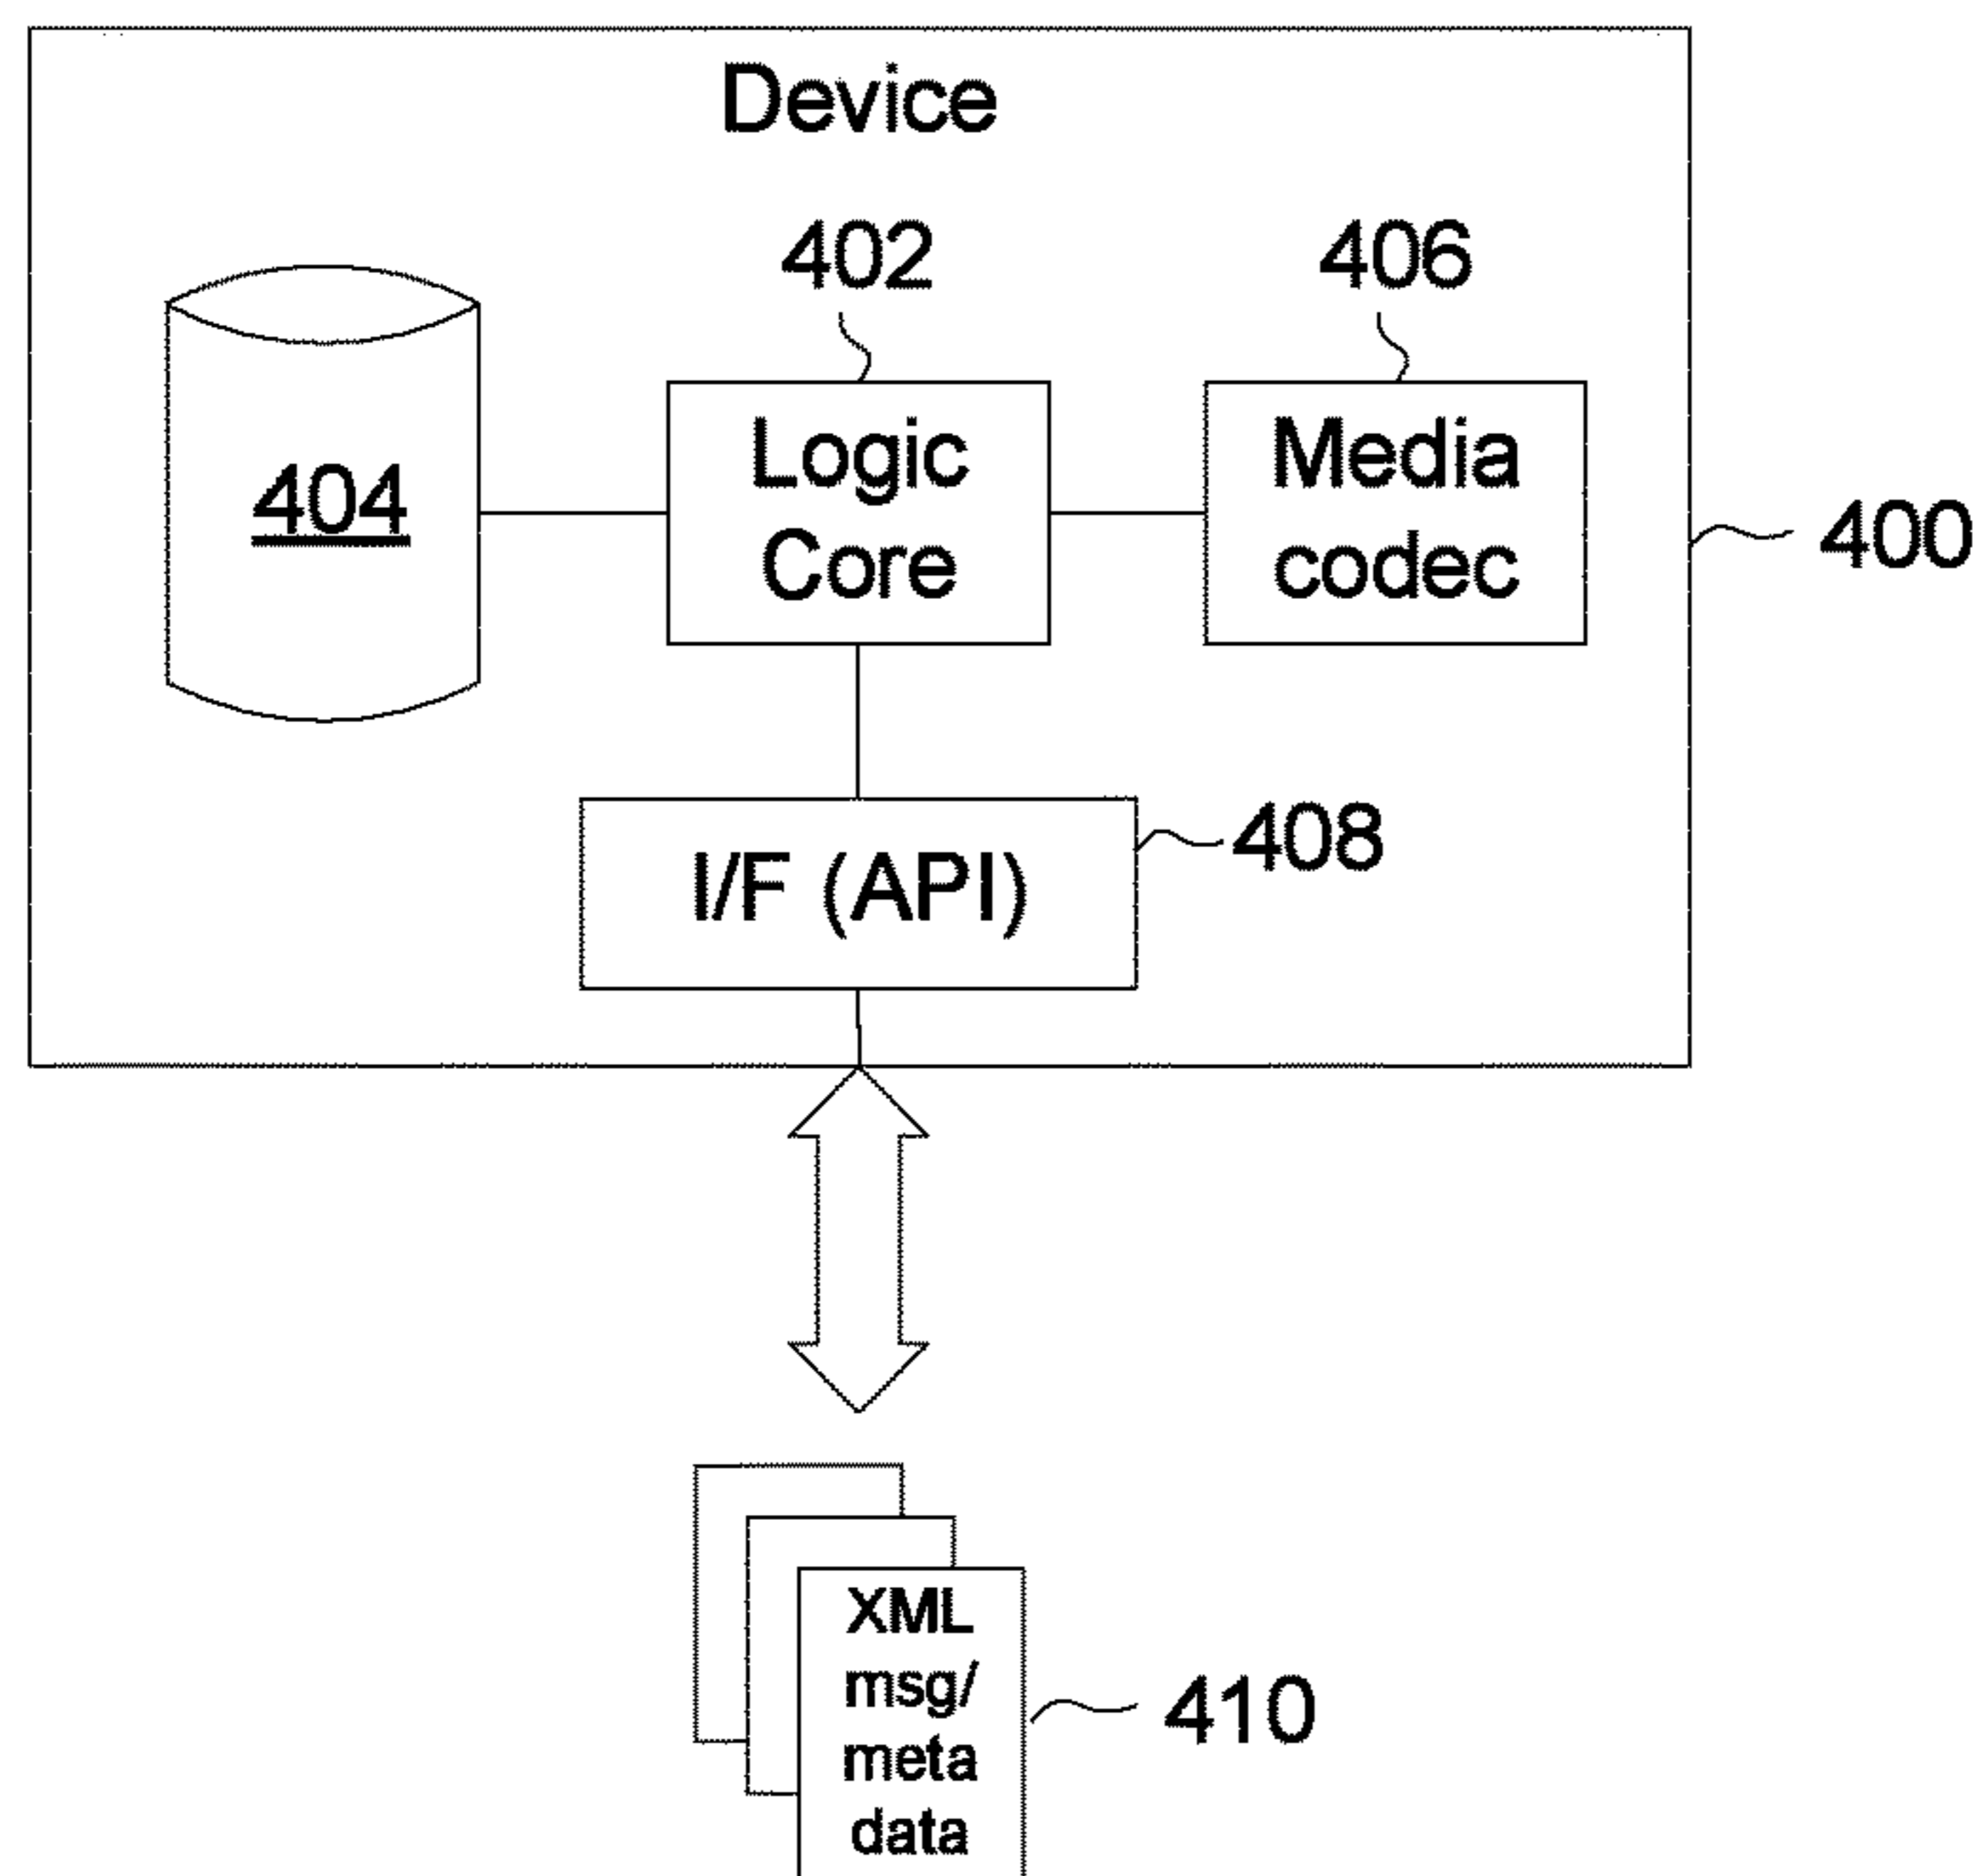 Device
402
406
404
Logic
Core
Media
codec
400
408
I/F (API)
XML
msg/
meta
data
410